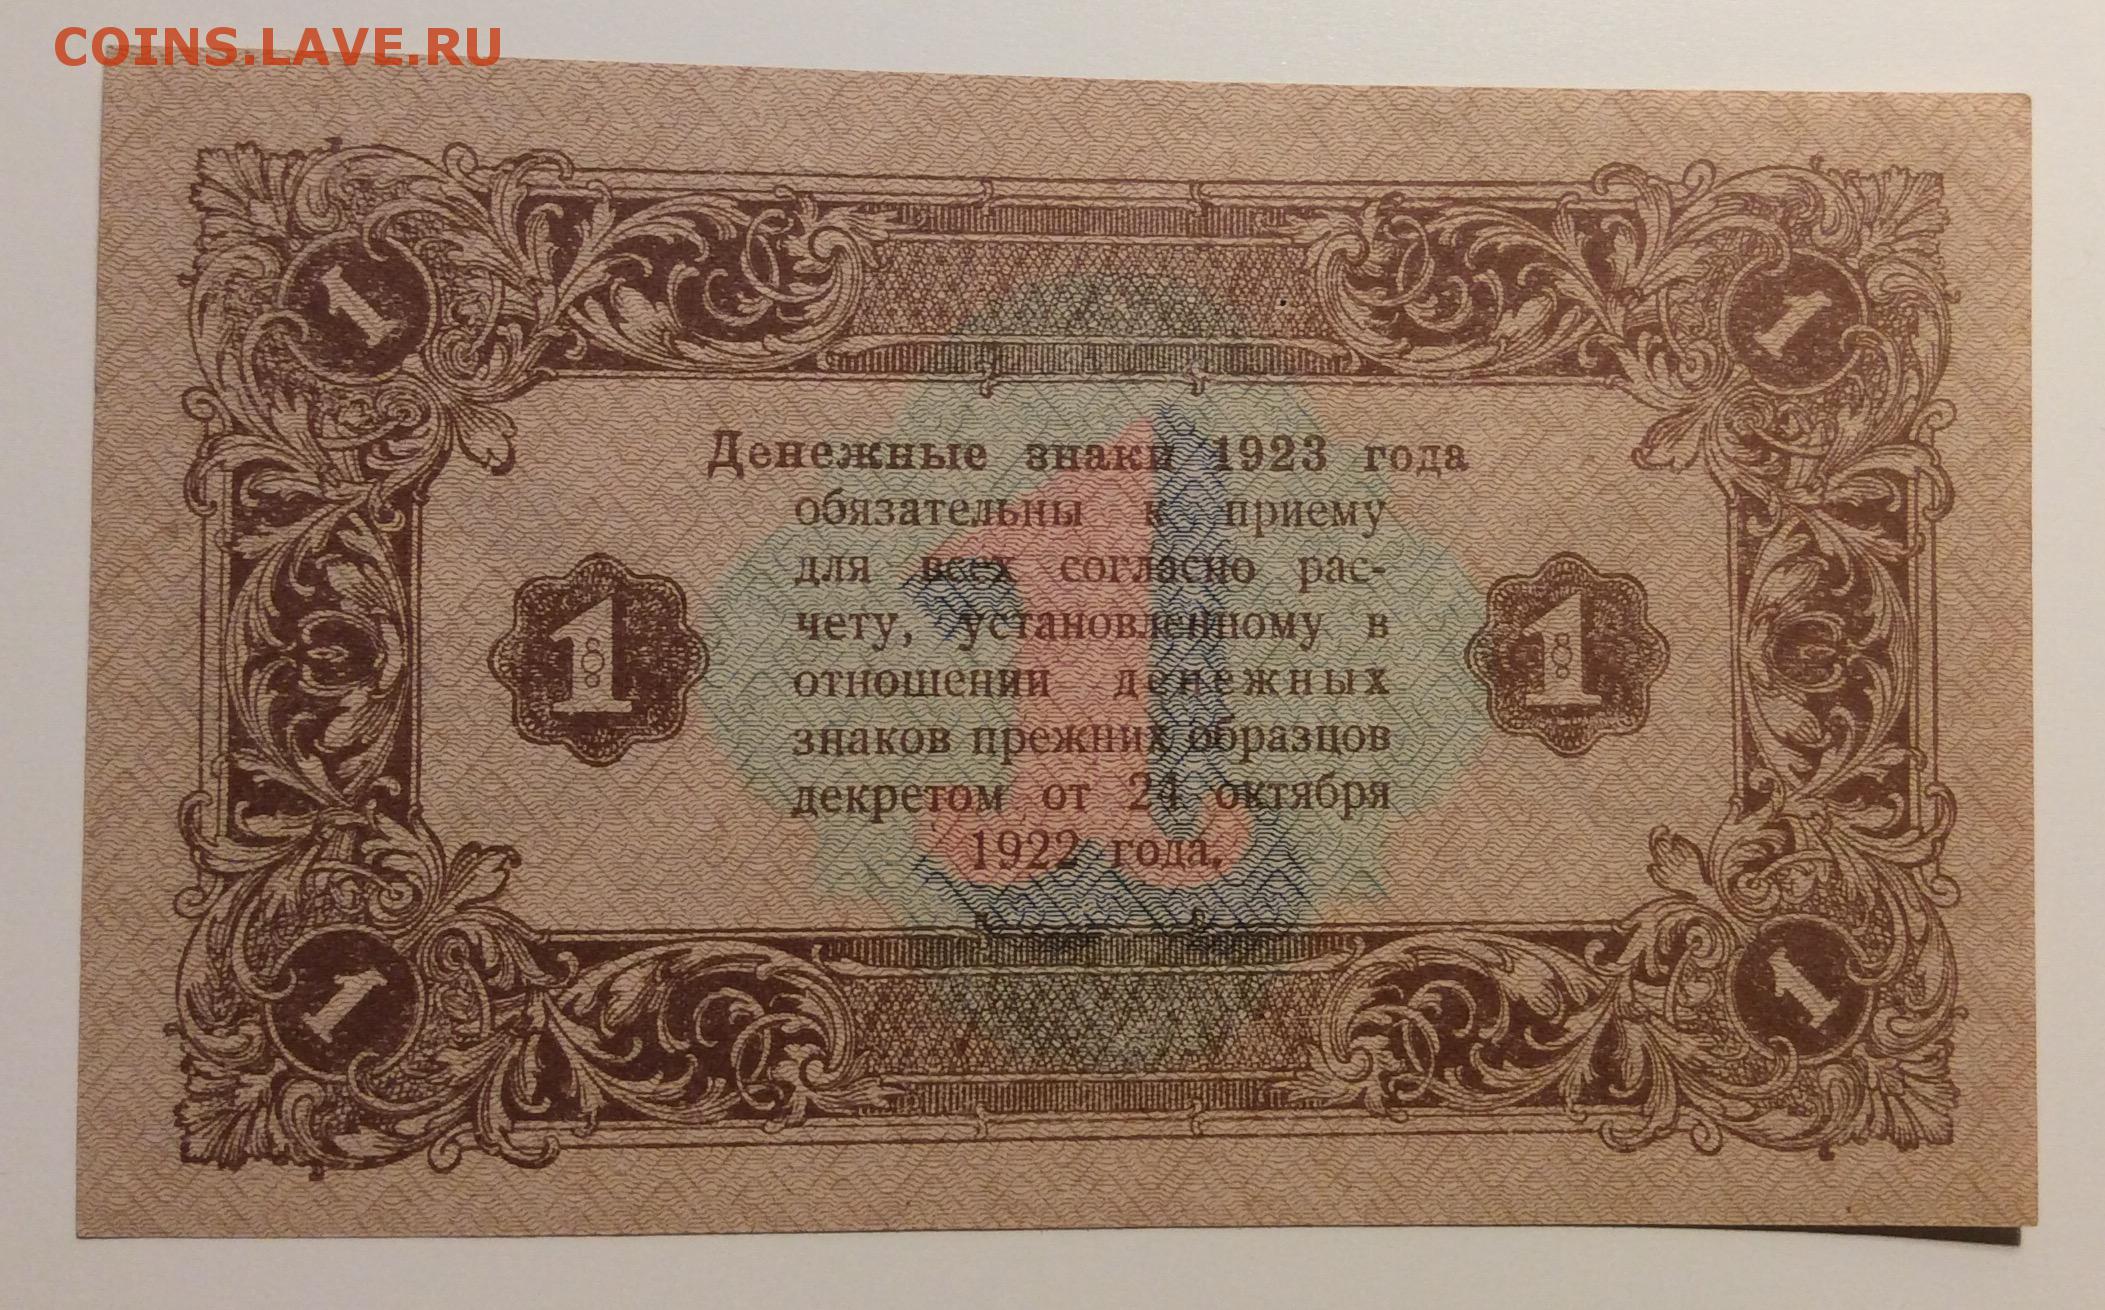 COINS.LAVE.RU
1 1
Денежные знаки 1923 года
обязательны к приему
для всех согласно рас-
чету, установленному в
отношении денежных
знаков прежних образцов
декретом от 24 октября
1922 года.
1 1 1
1 1